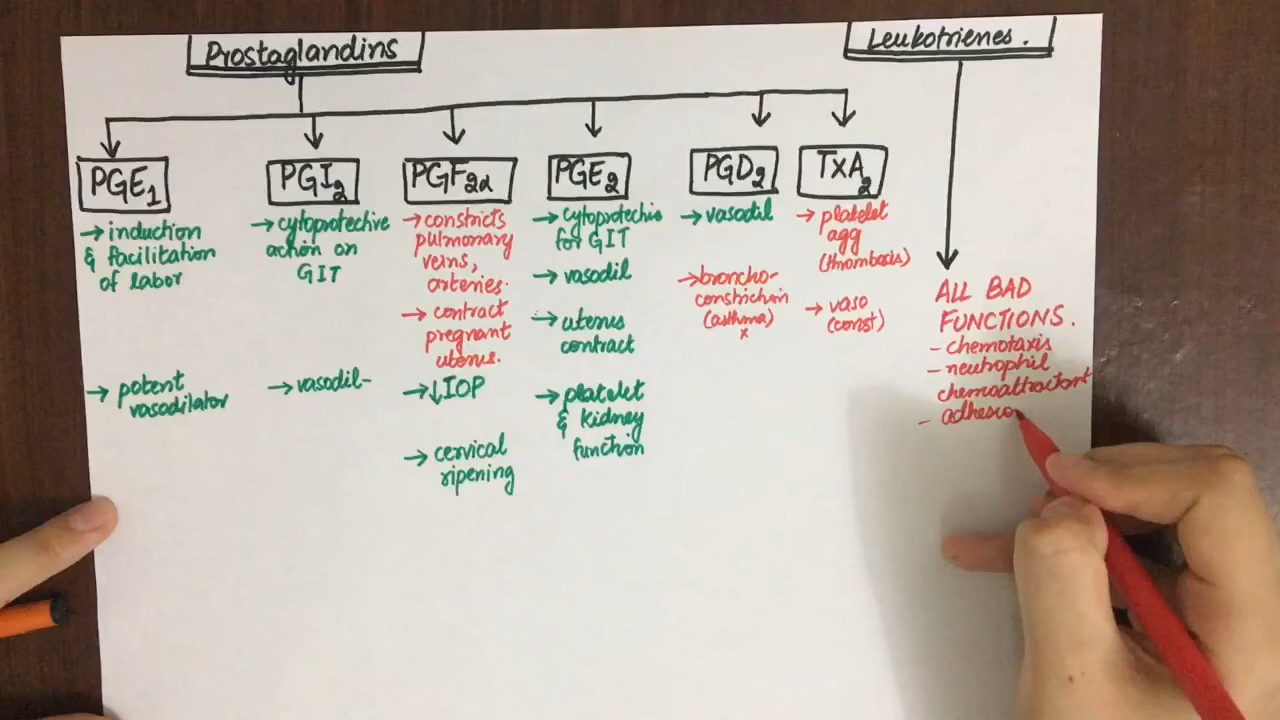 Prostaglandins
Leukotrienes.
PGE1
→ induction
& facilitation
of labor
→ potent
vasodilator
PGI2
→ cytoprotective
action on
GIT
→ vasodil-
PGF2α
→ constricts
pulmonary
veins,
arteries.
→ contract
pregnant
uterus.
→ ↓IOP
→ cervical
ripening
PGE2
→ cytoprotective
for GIT
→ vasodil
→ uterus
contract
→ platelet
& kidney
function
PGD2
→ vasodil
→ broncho-
constriction
(asthma)
x
TxA2
→ platelet
agg
(thrombosis)
→ vaso
(const)
ALL BAD
FUNCTIONS.
- chemotaxis
- neutrophil
chemoattractant
- adhesio